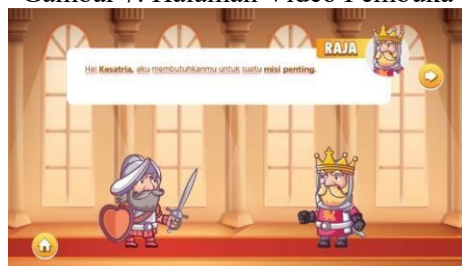 Gambar 7. Halaman Video Pembuka
RAJA
Hai Kesatria, aku membutuhkanmu untuk suatu misi penting.